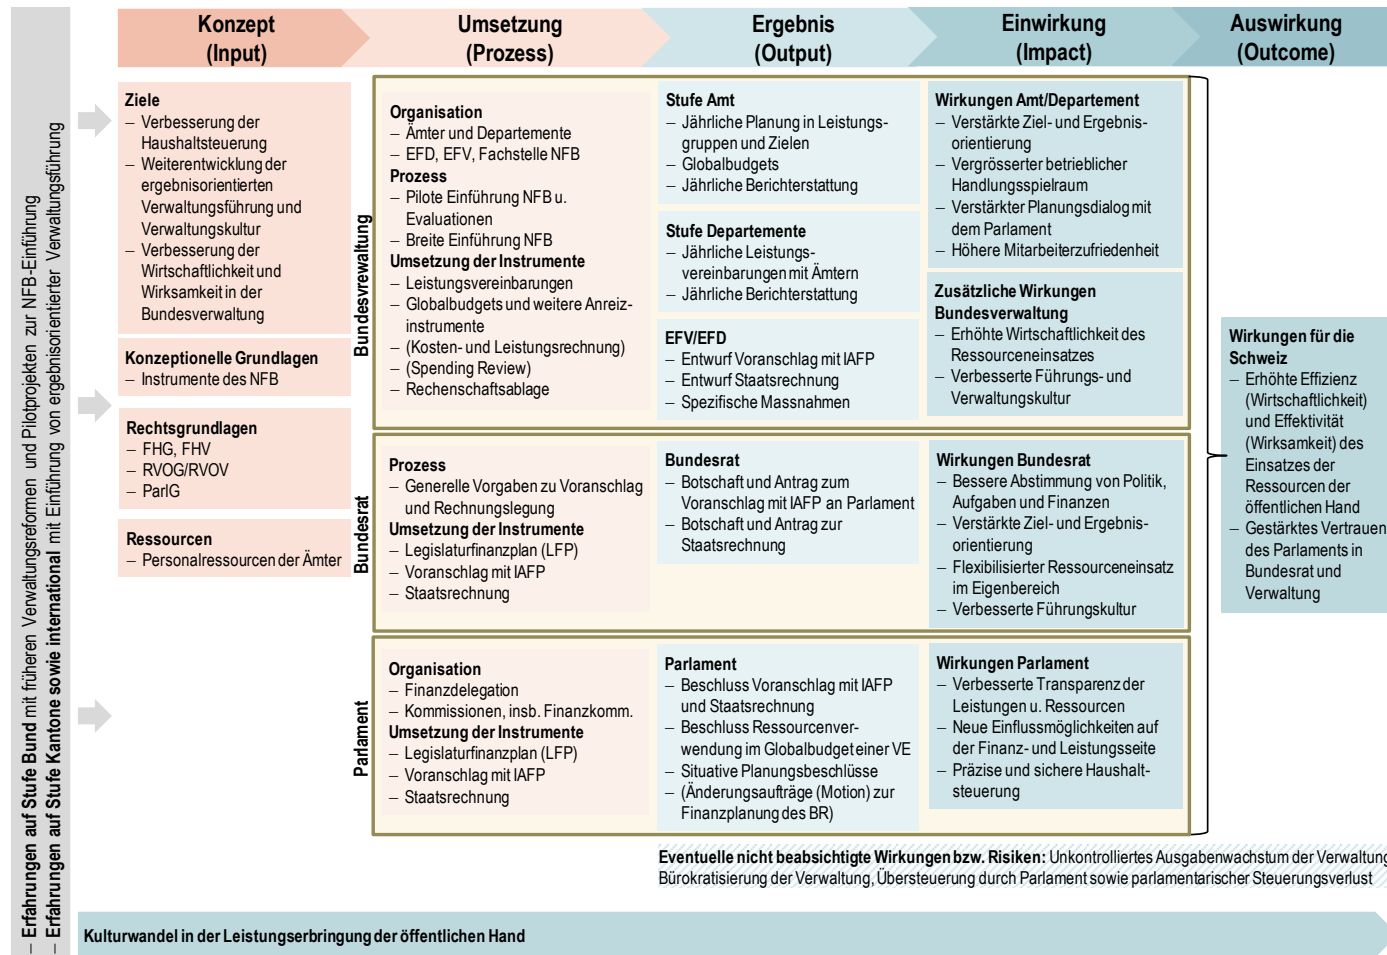 – Erfahrungen auf Stufe Bund mit früheren Verwaltungsreformen und Pilotprojekten zur NFB-Einführung
– Erfahrungen auf Stufe Kantone sowie international mit Einführung von ergebnisorientierter Verwaltungsführung
Konzept
(Input)
Umsetzung
(Prozess)
Ergebnis
(Output)
Einwirkung
(Impact)
Auswirkung
(Outcome)
Ziele
– Verbesserung der
Haushaltsteuerung
– Weiterentwicklung der
ergebnisorientierten
Verwaltungsführung und
Verwaltungskultur
– Verbesserung der
Wirtschaftlichkeit und
Wirksamkeit in der
Bundesverwaltung
Konzeptionelle Grundlagen
– Instrumente des NFB
Rechtsgrundlagen
– FHG, FHV
– RVOG/RVOV
– ParlG
Ressourcen
– Personalressourcen der Ämter
Bundesvrewaltung
Organisation
– Ämter und Departemente
– EFD, EFV, Fachstelle NFB
Prozess
– Pilote Einführung NFB u.
Evaluationen
– Breite Einführung NFB
Umsetzung der Instrumente
– Leistungsvereinbarungen
– Globalbudgets und weitere Anreiz-
instrumente
– (Kosten- und Leistungsrechnung)
– (Spending Review)
– Rechenschaftsablage
Stufe Amt
– Jährliche Planung in Leistungs-
gruppen und Zielen
– Globalbudgets
– Jährliche Berichterstattung
Stufe Departemente
– Jährliche Leistungs-
vereinbarungen mit Ämtern
– Jährliche Berichterstattung
EFV/EFD
– Entwurf Voranschlag mit IAFP
– Entwurf Staatsrechnung
– Spezifische Massnahmen
Wirkungen Amt/Departement
– Verstärkte Ziel- und Ergebnis-
orientierung
– Vergrösserter betrieblicher
Handlungsspielraum
– Verstärkter Planungsdialog mit
dem Parlament
– Höhere Mitarbeiterzufriedenheit
Zusätzliche Wirkungen
Bundesverwaltung
– Erhöhte Wirtschaftlichkeit des
Ressourceneinsatzes
– Verbesserte Führungs- und
Verwaltungskultur
Bundesrat
Prozess
– Generelle Vorgaben zu Voranschlag
und Rechnungslegung
Umsetzung der Instrumente
– Legislaturfinanzplan (LFP)
– Voranschlag mit IAFP
– Staatsrechnung
Bundesrat
– Botschaft und Antrag zum
Voranschlag mit IAFP an Parlament
– Botschaft und Antrag zur
Staatsrechnung
Wirkungen Bundesrat
– Bessere Abstimmung von Politik,
Aufgaben und Finanzen
– Verstärkte Ziel- und Ergebnis-
orientierung
– Flexibilisierter Ressourceneinsatz
im Eigenbereich
– Verbesserte Führungskultur
Parlament
Organisation
– Finanzdelegation
– Kommissionen, insb. Finanzkomm.
Umsetzung der Instrumente
– Legislaturfinanzplan (LFP)
– Voranschlag mit IAFP
– Staatsrechnung
Parlament
– Beschluss Voranschlag mit IAFP
und Staatsrechnung
– Beschluss Ressourcenver-
wendung im Globalbudget einer VE
– Situative Planungsbeschlüsse
– (Änderungsaufträge (Motion) zur
Finanzplanung des BR)
Wirkungen Parlament
– Verbesserte Transparenz der
Leistungen u. Ressourcen
– Neue Einflussmöglichkeiten auf
der Finanz- und Leistungsseite
– Präzise und sichere Haushalt-
steuerung
Wirkungen für die
Schweiz
– Erhöhte Effizienz
(Wirtschaftlichkeit)
und Effektivität
(Wirksamkeit) des
Einsatzes der
Ressourcen der
öffentlichen Hand
– Gestärktes Vertrauen
des Parlaments in
Bundesrat und
Verwaltung
Eventuelle nicht beabsichtigte Wirkungen bzw. Risiken: Unkontrolliertes Ausgabenwachstum der Verwaltung
Bürokratisierung der Verwaltung, Übersteuerung durch Parlament sowie parlamentarischer Steuerungsverlust
Kulturwandel in der Leistungserbringung der öffentlichen Hand